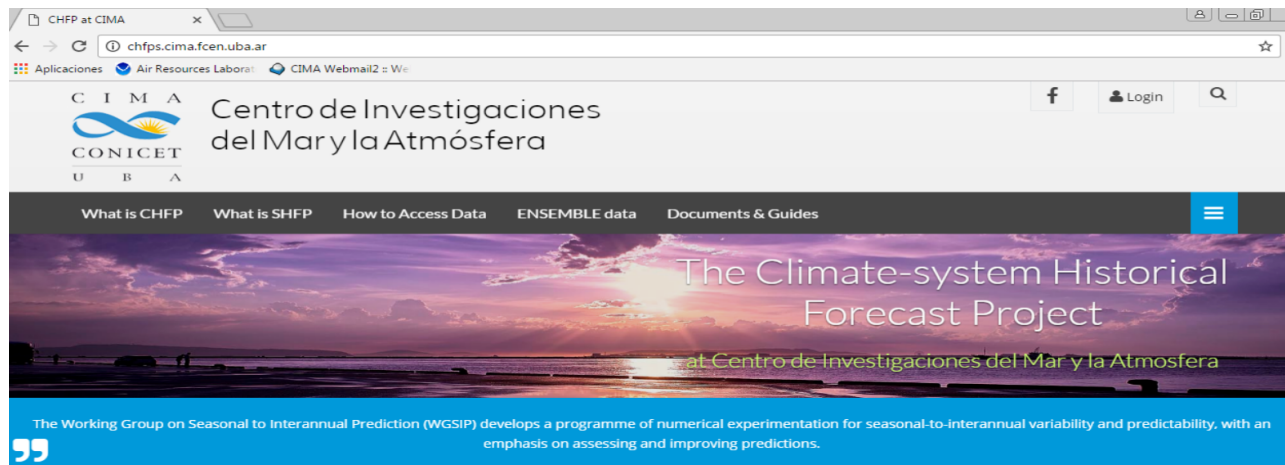 CHFP at CIMA
chfps.cima.fcen.uba.ar
Aplicaciones Air Resources Laborat CIMA Webmail2 :: We
CIMA
CONICET
UBA
Centro de Investigaciones
del Mar y la Atmósfera
f Login
What is CHFP What is SHFP How to Access Data ENSEMBLE data Documents & Guides
The Climate-system Historical
Forecast Project
at Centro de Investigaciones del Mar y la Atmosfera
The Working Group on Seasonal to Interannual Prediction (WGSIP) develops a programme of numerical experimentation for seasonal-to-interannual variability and predictability, with an
emphasis on assessing and improving predictions.